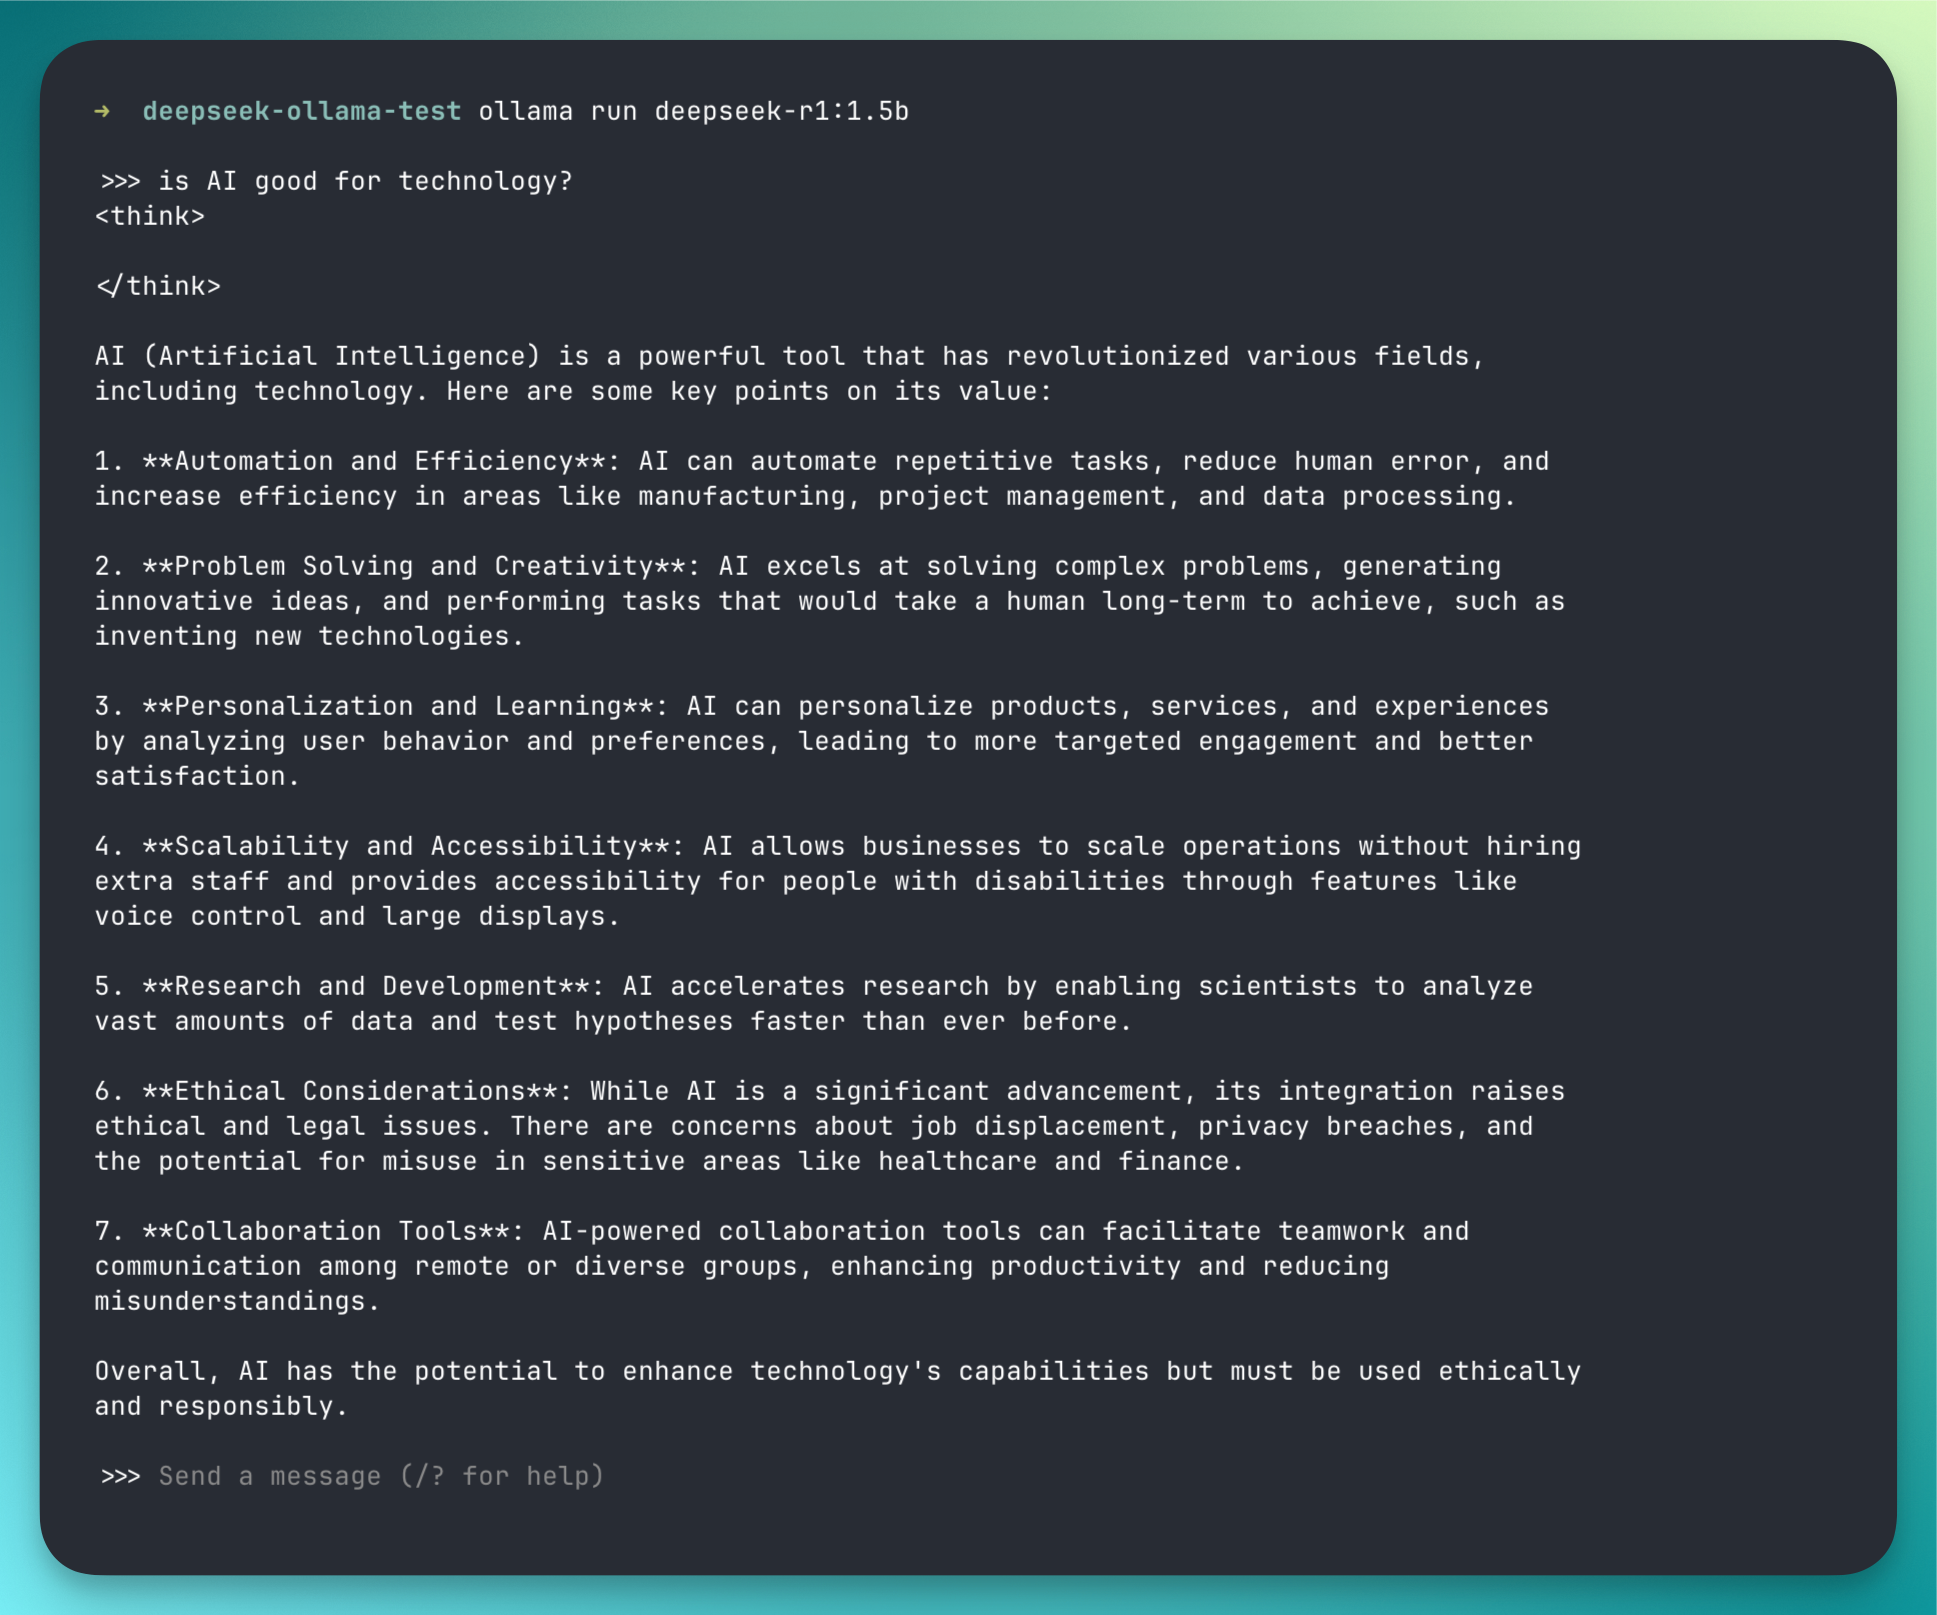 ➜ deepseek-ollama-test ollama run deepseek-r1:1.5b
>>> is AI good for technology?
<think>
</think>
AI (Artificial Intelligence) is a powerful tool that has revolutionized various fields,
including technology. Here are some key points on its value:
1. **Automation and Efficiency**: AI can automate repetitive tasks, reduce human error, and
increase efficiency in areas like manufacturing, project management, and data processing.
2. **Problem Solving and Creativity**: AI excels at solving complex problems, generating
innovative ideas, and performing tasks that would take a human long-term to achieve, such as
inventing new technologies.
3. **Personalization and Learning**: AI can personalize products, services, and experiences
by analyzing user behavior and preferences, leading to more targeted engagement and better
satisfaction.
4. **Scalability and Accessibility**: AI allows businesses to scale operations without hiring
extra staff and provides accessibility for people with disabilities through features like
voice control and large displays.
5. **Research and Development**: AI accelerates research by enabling scientists to analyze
vast amounts of data and test hypotheses faster than ever before.
6. **Ethical Considerations**: While AI is a significant advancement, its integration raises
ethical and legal issues. There are concerns about job displacement, privacy breaches, and
the potential for misuse in sensitive areas like healthcare and finance.
7. **Collaboration Tools**: AI-powered collaboration tools can facilitate teamwork and
communication among remote or diverse groups, enhancing productivity and reducing
misunderstandings.
Overall, AI has the potential to enhance technology's capabilities but must be used ethically
and responsibly.
>>> Send a message (/? for help)